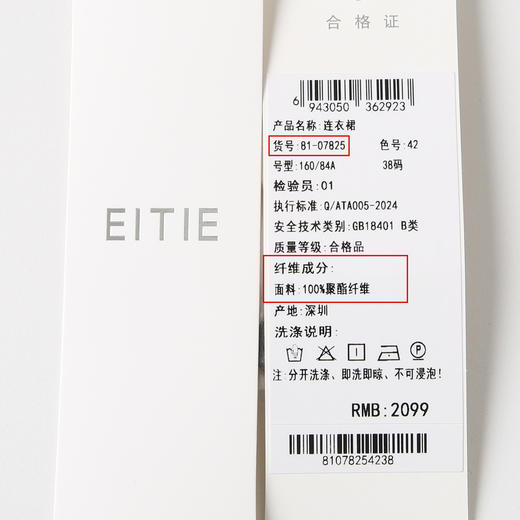 EITIE
合格证
6 943050 362923
产品名称:连衣裙
货号:81-07825 色号:42
号型:160/84A 38码
检验员:01
执行标准:Q/ATA005-2024
安全技术类别:GB18401 B类
质量等级:合格品
纤维成分:
面料:100%聚酯纤维
产地:深圳
洗涤说明:
注:分开洗涤、即洗即晾、不可浸泡!
RMB:2099
81078254238